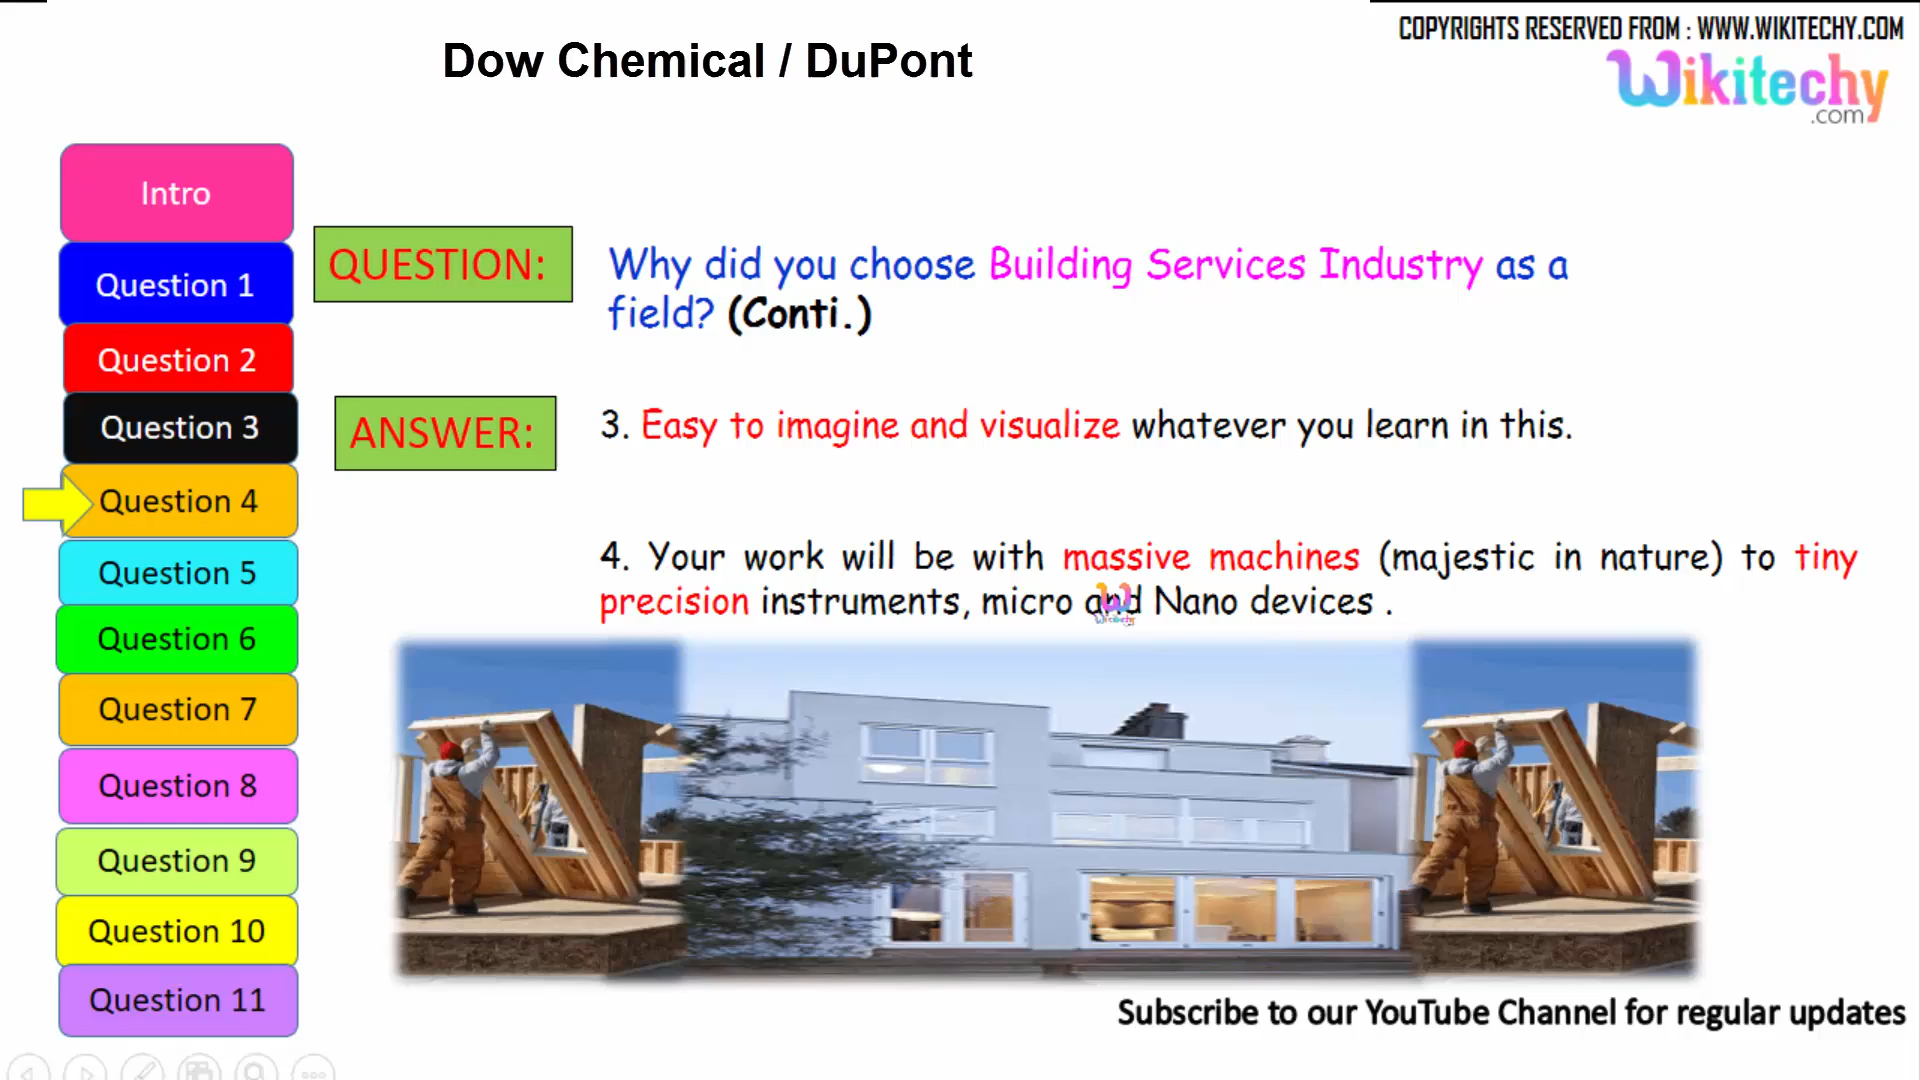 COPYRIGHTS RESERVED FROM : WWW.WIKITECHY.COM
Dow Chemical / DuPont
Wikitechy
.com
Intro
Question 1
Question 2
Question 3
Question 4
Question 5
Question 6
Question 7
Question 8
Question 9
Question 10
Question 11
QUESTION:
Why did you choose Building Services Industry as a
field? (Conti.)
ANSWER:
3. Easy to imagine and visualize whatever you learn in this.
4. Your work will be with massive machines (majestic in nature) to tiny
precision instruments, micro and Nano devices .
Wikitechy
Subscribe to our YouTube Channel for regular updates